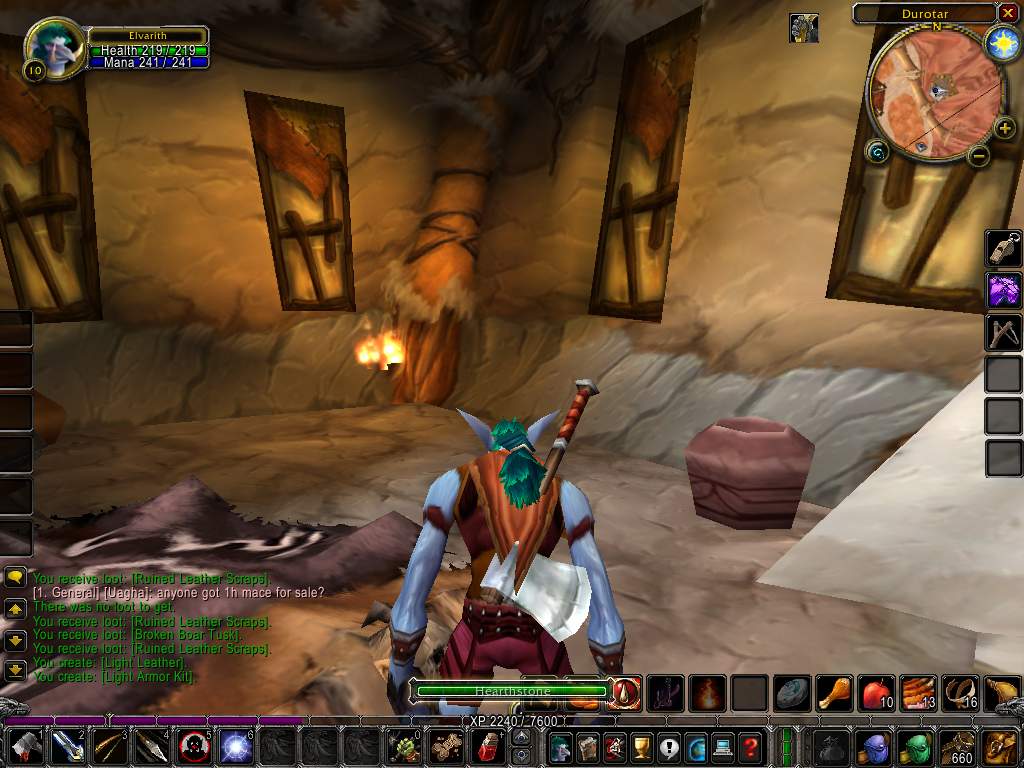 Elvarith
Health 219 / 219
Mana 241 / 241
10
Durotar
N
You receive loot: [Ruined Leather Scraps].
[1. General] [Uagha]: anyone got 1h mace for sale?
There was no loot to get.
You receive loot: [Ruined Leather Scraps].
You receive loot: [Broken Boar Tusk].
You receive loot: [Ruined Leather Scraps].
You create: [Light Leather].
You create: [Light Armor Kit].
Hearthstone
10
13
16
XP 2240 / 7600
2
3
4
5
6
0
660